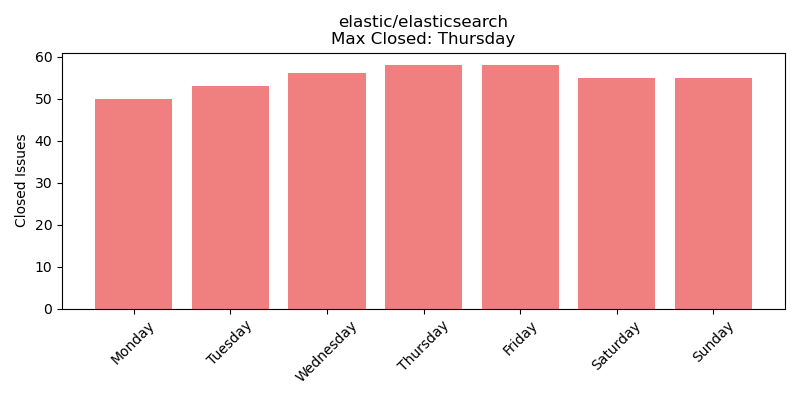 elastic/elasticsearch
Max Closed: Thursday
Closed Issues
60
50
40
30
20
10
0
Monday
Tuesday
Wednesday
Thursday
Friday
Saturday
Sunday